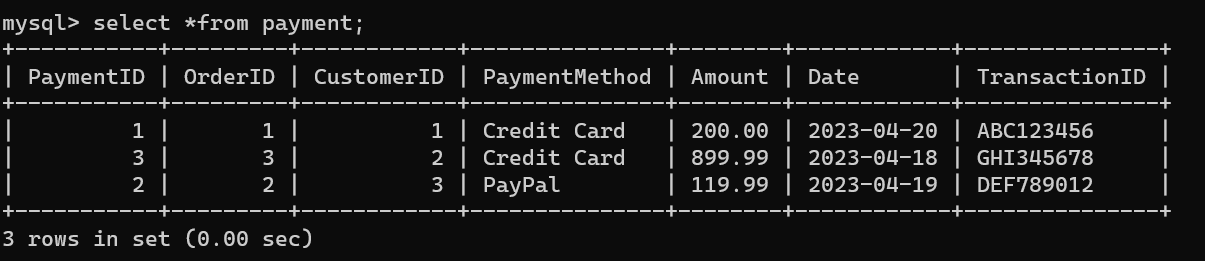 mysql> select *from payment;
+-----------+---------+------------+---------------+--------+------------+---------------+
| PaymentID | OrderID | CustomerID | PaymentMethod | Amount | Date       | TransactionID |
+-----------+---------+------------+---------------+--------+------------+---------------+
|         1 |       1 |          1 | Credit Card   | 200.00 | 2023-04-20 | ABC123456     |
|         3 |       3 |          2 | Credit Card   | 899.99 | 2023-04-18 | GHI345678     |
|         2 |       2 |          3 | PayPal        | 119.99 | 2023-04-19 | DEF789012     |
+-----------+---------+------------+---------------+--------+------------+---------------+
3 rows in set (0.00 sec)